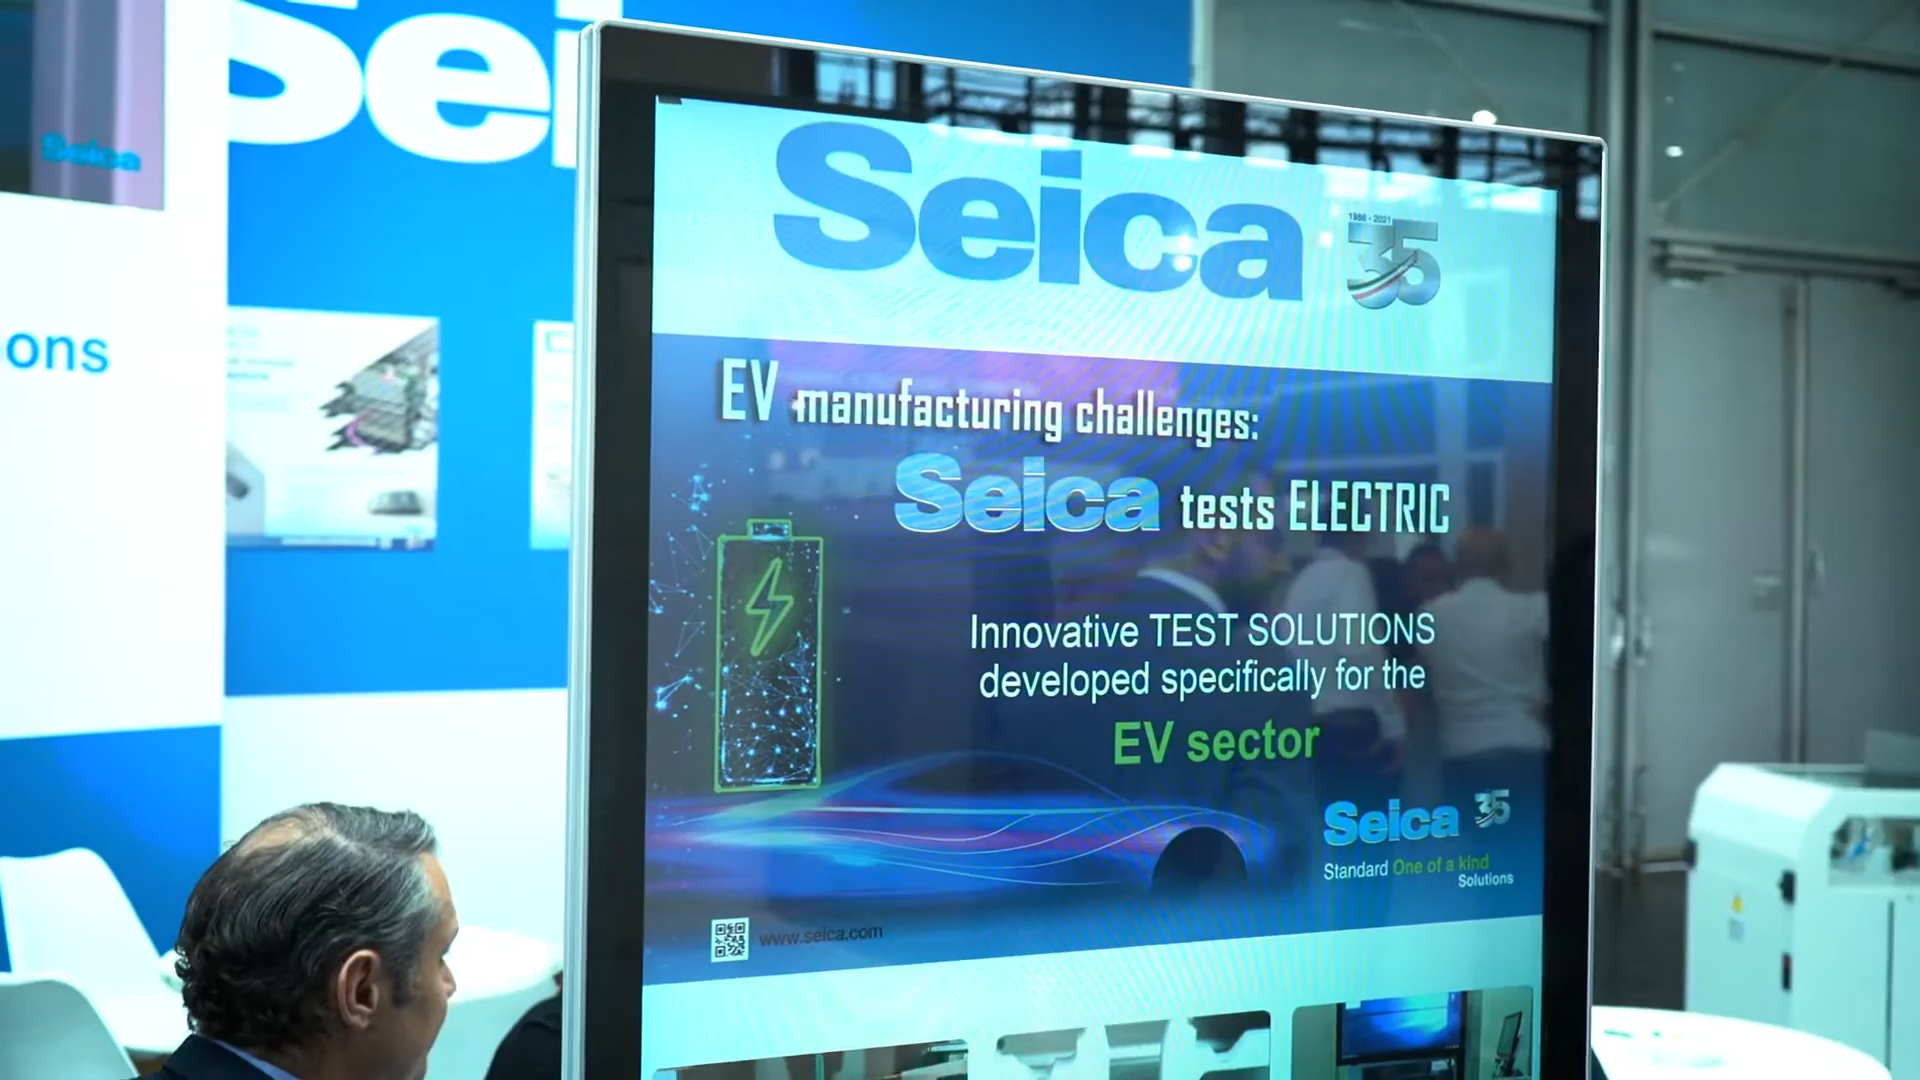 Sei
Seica
ons
Seica
1986 - 2021
35
EV manufacturing challenges:
Seica tests ELECTRIC
Innovative TEST SOLUTIONS
developed specifically for the
EV sector
Seica 35
Standard One of a kind
Solutions
www.seica.com